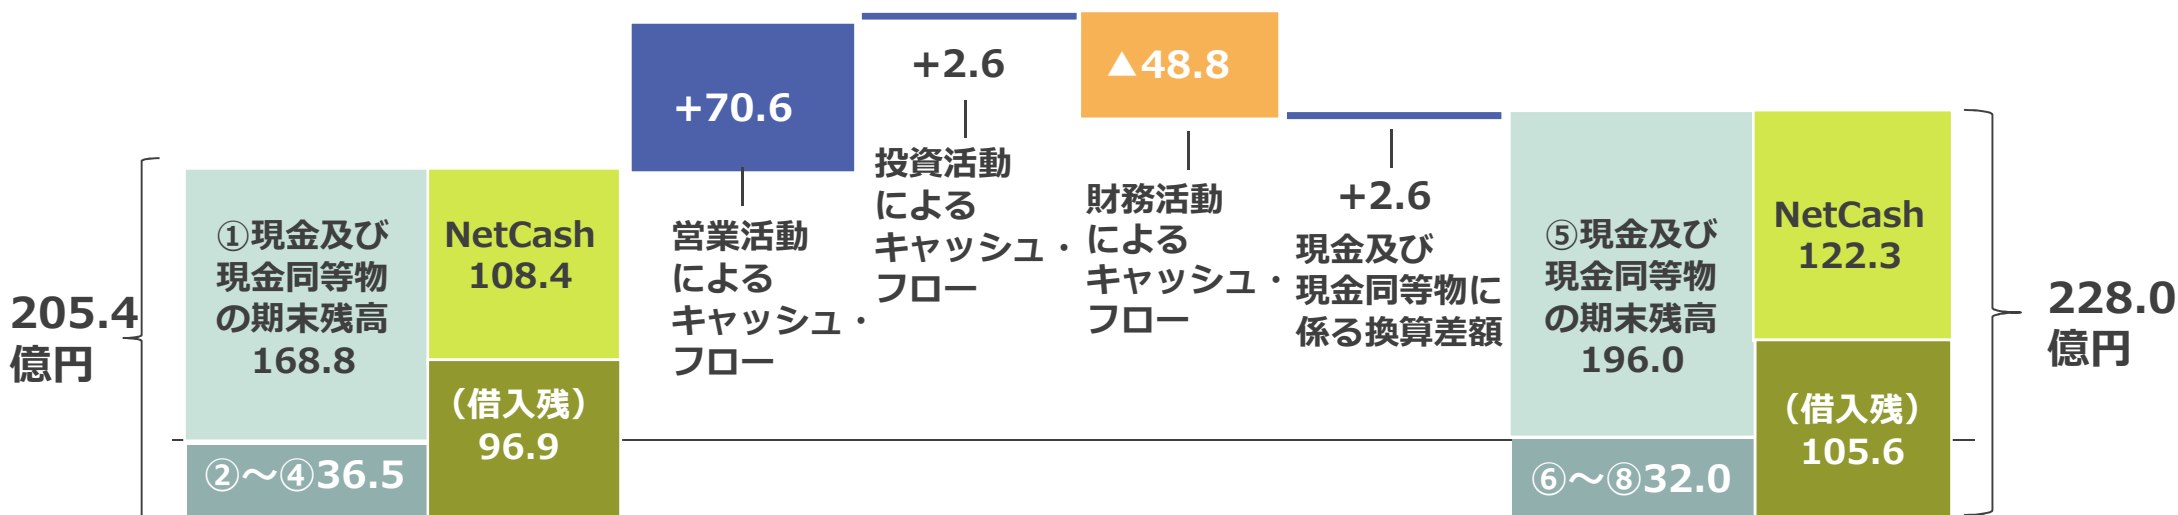 205.4
億円
①現金及び
現金同等物
の期末残高
168.8
②～④36.5
NetCash
108.4
（借入残）
96.9
+70.6
営業活動
による
キャッシュ・
フロー
+2.6
投資活動
による
キャッシュ・
フロー
▲48.8
財務活動
による
キャッシュ・
フロー
+2.6
現金及び
現金同等物に
係る換算差額
⑤現金及び
現金同等物
の期末残高
196.0
⑥～⑧32.0
NetCash
122.3
（借入残）
105.6
228.0
億円